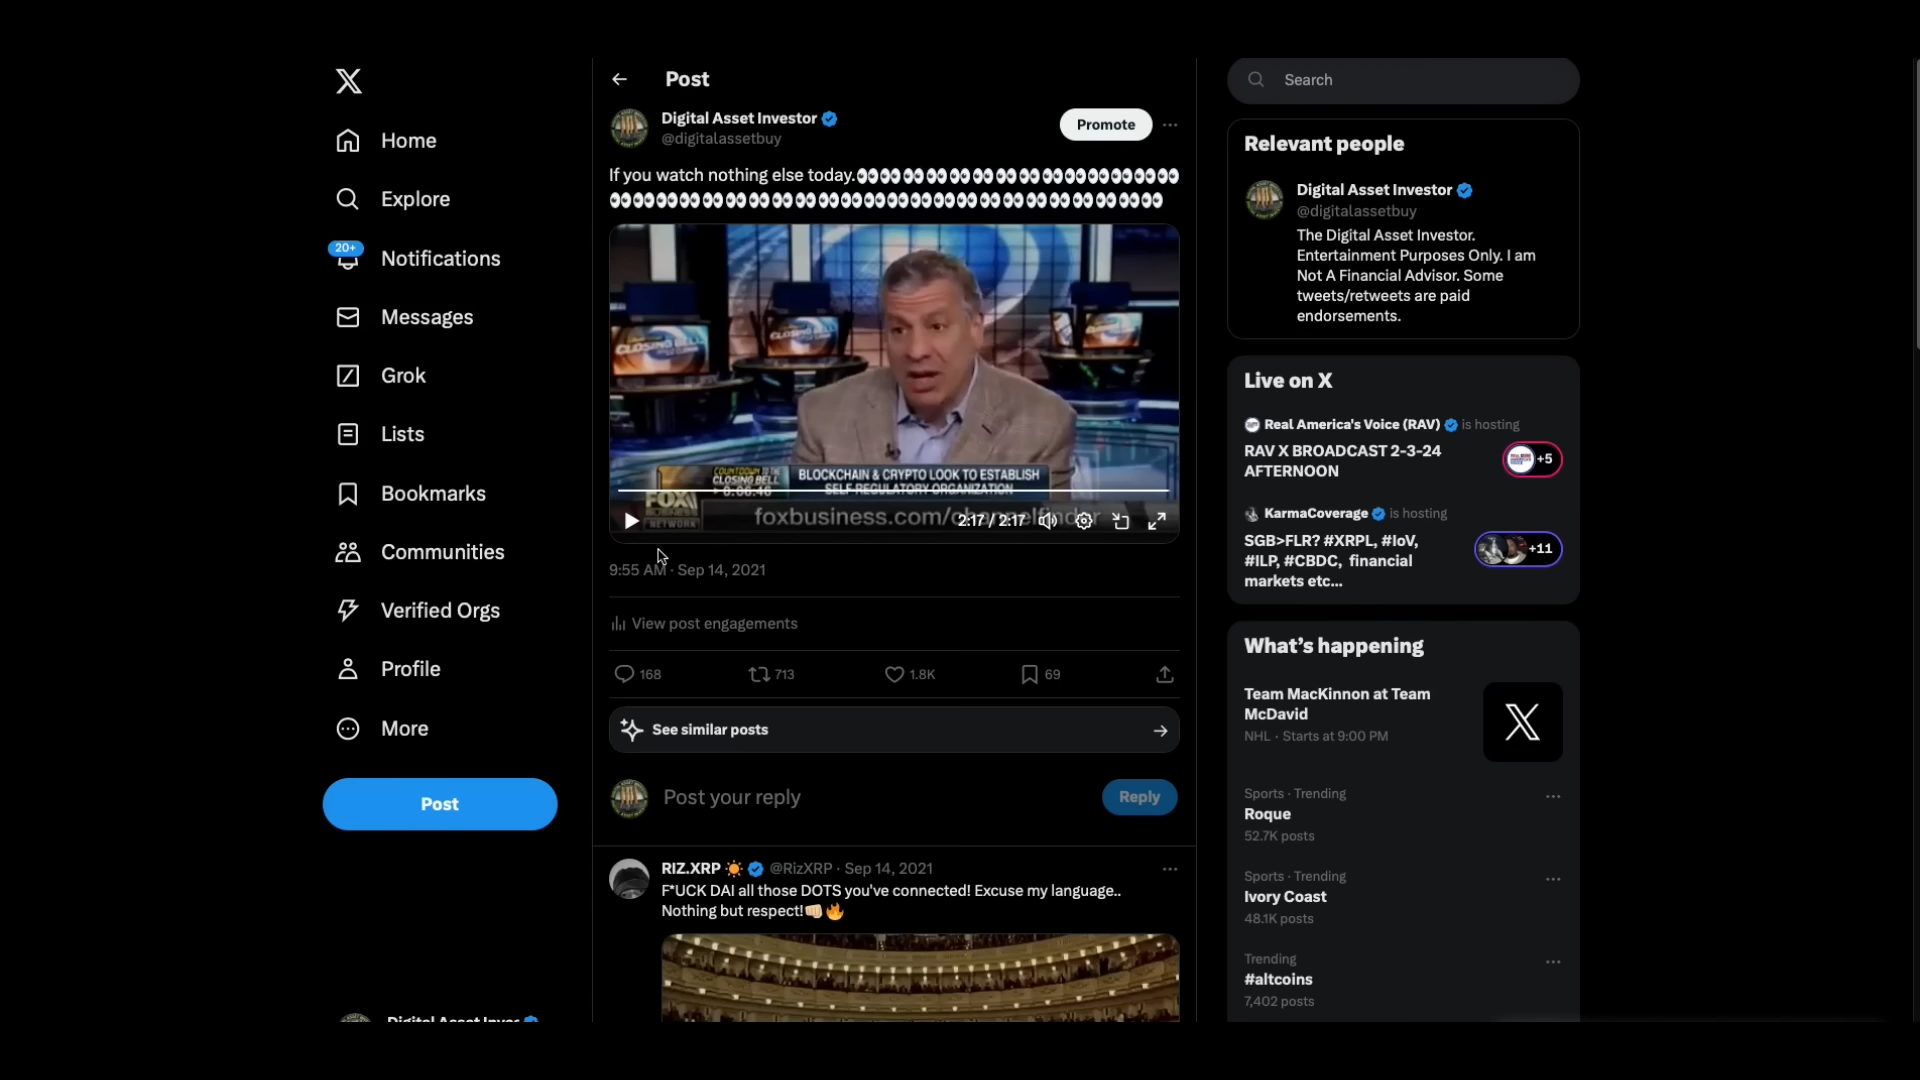 Home
Explore
20+
Notifications
Messages
Grok
Lists
Bookmarks
Communities
Verified Orgs
Profile
More
Post
Post
Digital Asset Investor
@digitalassetbuy
Promote
If you watch nothing else today.👀👀👀👀👀👀👀👀👀👀👀👀👀👀
👀👀👀👀👀👀👀👀👀👀👀👀👀👀👀👀👀👀👀👀👀👀👀👀
CLOSING BELL
COUNTDOWN TO THE
CLOSING BELL
BLOCKCHAIN & CRYPTO LOOK TO ESTABLISH
SELF-REGULATORY ORGANIZATION
FOX
BUSINESS
NETWORK
foxbusiness.com/channelfinder
2:17 / 2:17
9:55 AM · Sep 14, 2021
View post engagements
168
713
1.8K
69
See similar posts
Post your reply
Reply
RIZ.XRP ☀️ @RizXRP · Sep 14, 2021
F*UCK DAI all those DOTS you've connected! Excuse my language..
Nothing but respect!👊🏼🔥
Search
Relevant people
Digital Asset Investor
@digitalassetbuy
The Digital Asset Investor.
Entertainment Purposes Only. I am
Not A Financial Advisor. Some
tweets/retweets are paid
endorsements.
Live on X
Real America's Voice (RAV) is hosting
RAV X BROADCAST 2-3-24
AFTERNOON
+5
KarmaCoverage is hosting
SGB>FLR? #XRPL, #IoV,
#ILP, #CBDC, financial
markets etc...
+11
What's happening
Team MacKinnon at Team
McDavid
NHL · Starts at 9:00 PM
Sports · Trending
Roque
52.7K posts
Sports · Trending
Ivory Coast
48.1K posts
Trending
#altcoins
7,402 posts